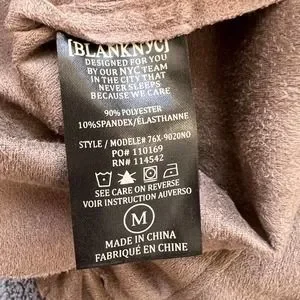 [BLANKNYC]
DESIGNED FOR YOU
BY OUR NYC TEAM
IN THE CITY THAT
NEVER SLEEPS
BECAUSE WE CARE
90% POLYESTER
10%SPANDEX/ÉLASTHANNE
STYLE / MODELE# 76X-9020NO
PO# 110169
RN# 114542
SEE CARE ON REVERSE
VOIR INSTRUCTION AUVERSO
M
MADE IN CHINA
FABRIQUÉ EN CHINE